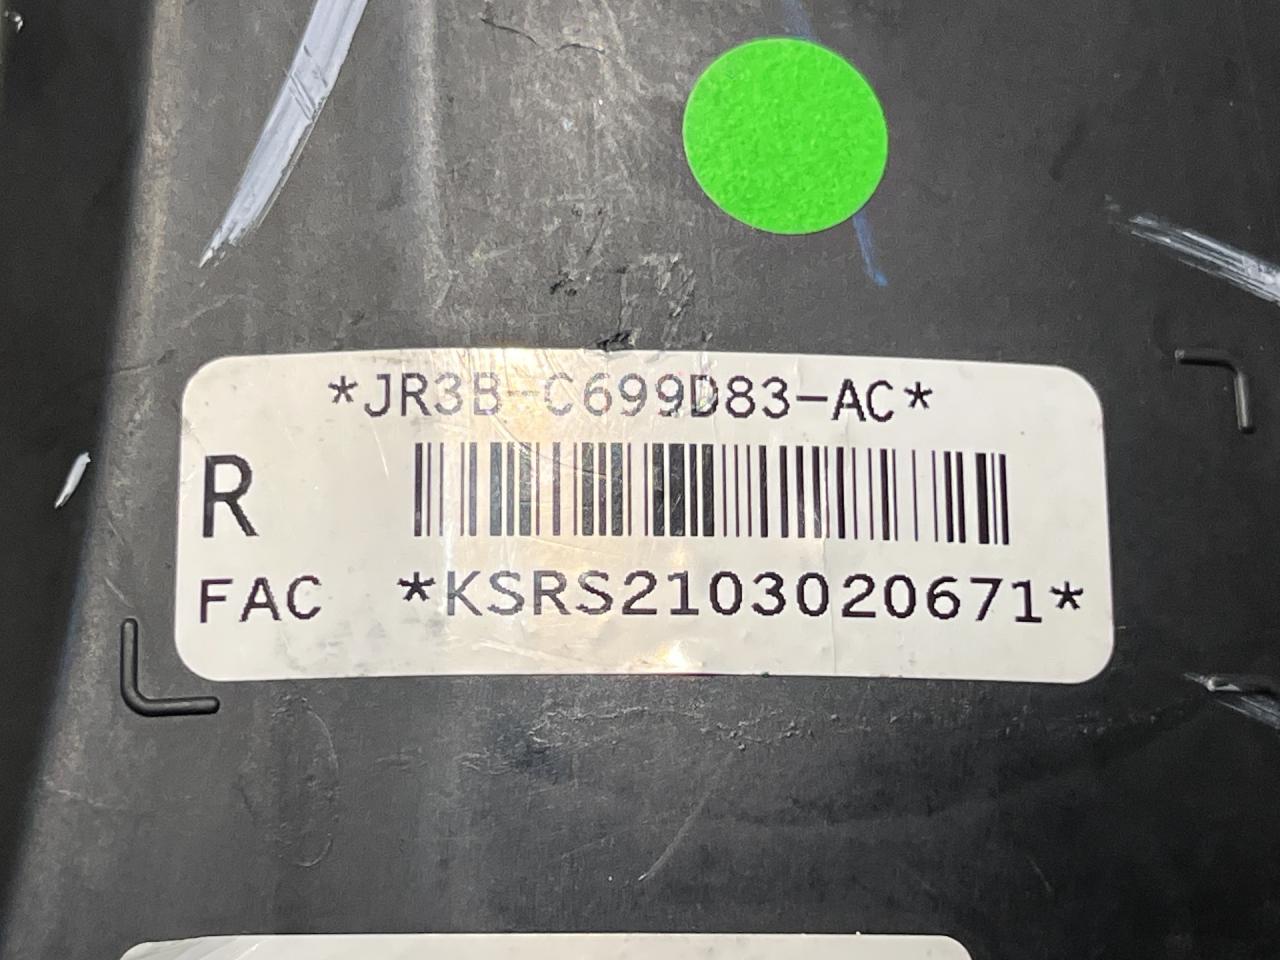 *JR3B-C699D83-AC*
R
FAC *KSRS2103020671*